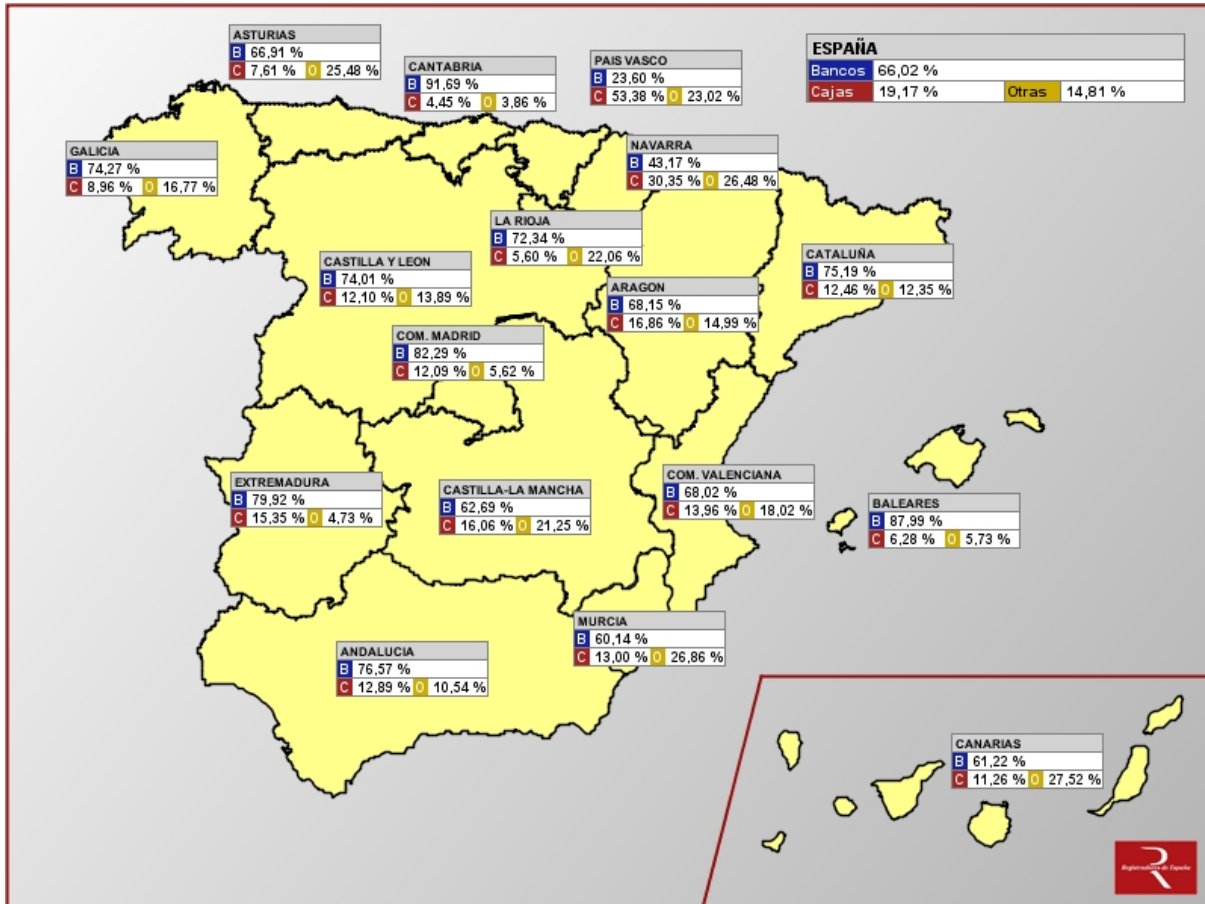 ASTURIAS
B 66,91 %
C 7,61 % O 25,48 %
CANTABRIA
B 91,69 %
C 4,45 % O 3,86 %
PAIS VASCO
B 23,60 %
C 53,38 % O 23,02 %
ESPAÑA
Bancos 66,02 %
Cajas 19,17 % Otras 14,81 %
GALICIA
B 74,27 %
C 8,96 % O 16,77 %
NAVARRA
B 43,17 %
C 30,35 % O 26,48 %
LA RIOJA
B 72,34 %
C 5,60 % O 22,06 %
CASTILLA Y LEON
B 74,01 %
C 12,10 % O 13,89 %
CATALUÑA
B 75,19 %
C 12,46 % O 12,35 %
ARAGON
B 68,15 %
C 16,86 % O 14,99 %
COM. MADRID
B 82,29 %
C 12,09 % O 5,62 %
EXTREMADURA
B 79,92 %
C 15,35 % O 4,73 %
CASTILLA-LA MANCHA
B 62,69 %
C 16,06 % O 21,25 %
COM. VALENCIANA
B 68,02 %
C 13,96 % O 18,02 %
BALEARES
B 87,99 %
C 6,28 % O 5,73 %
MURCIA
B 60,14 %
C 13,00 % O 26,86 %
ANDALUCIA
B 76,57 %
C 12,89 % O 10,54 %
CANARIAS
B 61,22 %
C 11,26 % O 27,52 %
R
Registradores de España